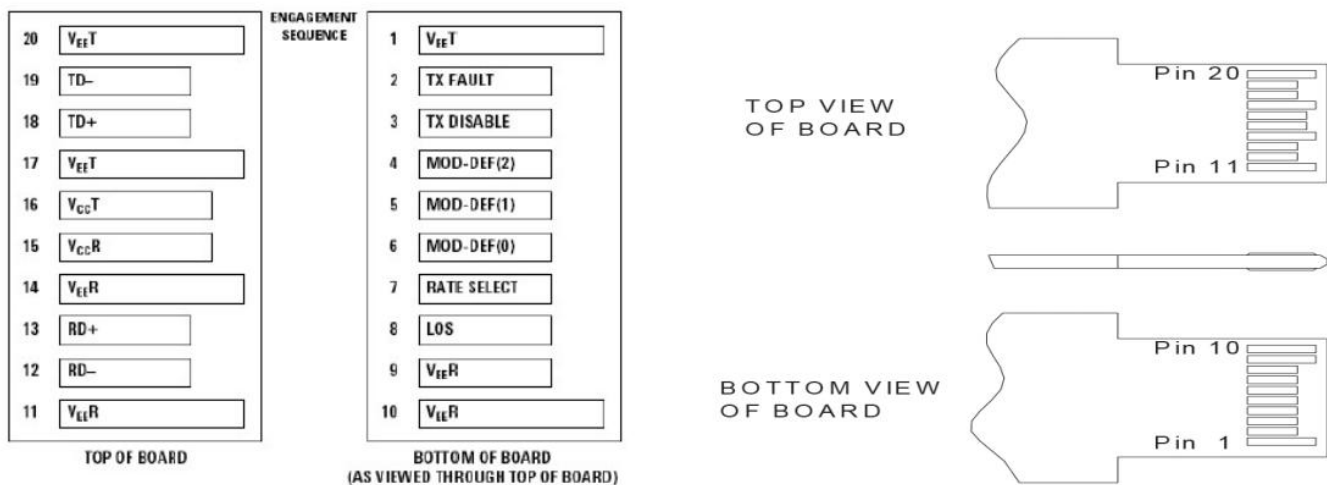 ENGAGEMENT
SEQUENCE
20 VEET
19 TD–
18 TD+
17 VEET
16 VCCT
15 VCCR
14 VEER
13 RD+
12 RD–
11 VEER
TOP OF BOARD
1 VEET
2 TX FAULT
3 TX DISABLE
4 MOD-DEF(2)
5 MOD-DEF(1)
6 MOD-DEF(0)
7 RATE SELECT
8 LOS
9 VEER
10 VEER
BOTTOM OF BOARD
(AS VIEWED THROUGH TOP OF BOARD)
TOP VIEW
OF BOARD
Pin 20
Pin 11
BOTTOM VIEW
OF BOARD
Pin 10
Pin 1